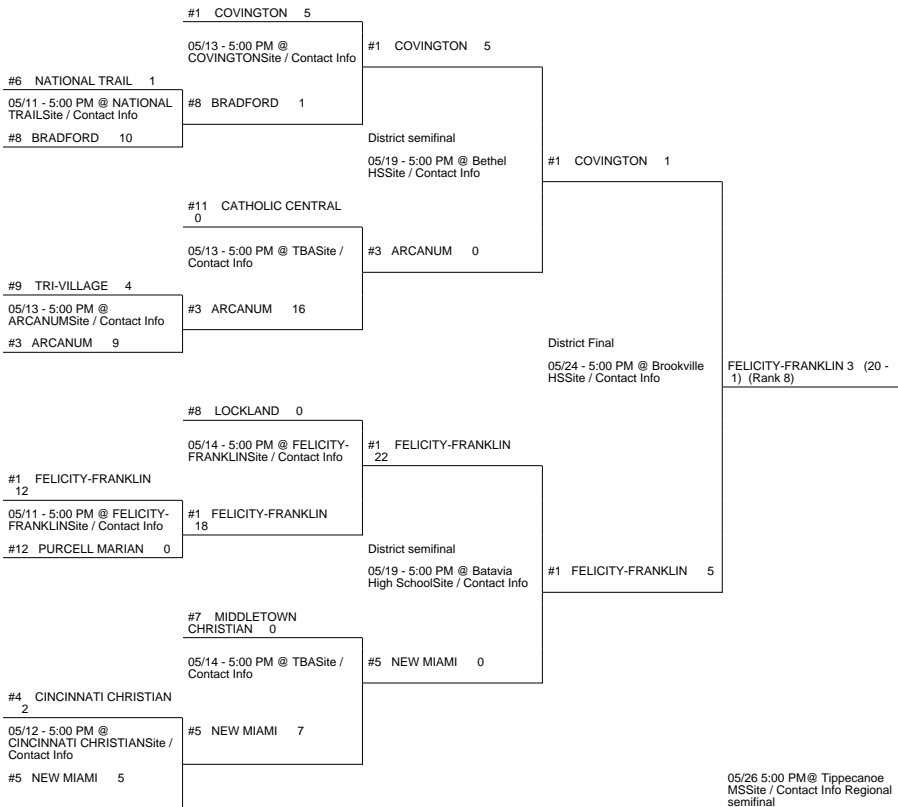 #1 COVINGTON 5
05/13 - 5:00 PM @
COVINGTONSite / Contact Info
#1 COVINGTON 5
#6 NATIONAL TRAIL 1
05/11 - 5:00 PM @ NATIONAL
TRAILSite / Contact Info
#8 BRADFORD 1
#8 BRADFORD 10
District semifinal
05/19 - 5:00 PM @ Bethel
HSSite / Contact Info
#1 COVINGTON 1
#11 CATHOLIC CENTRAL
0
05/13 - 5:00 PM @ TBASite /
Contact Info
#3 ARCANUM 0
#9 TRI-VILLAGE 4
05/13 - 5:00 PM @
ARCANUMSite / Contact Info
#3 ARCANUM 16
#3 ARCANUM 9
District Final
05/24 - 5:00 PM @ Brookville
HSSite / Contact Info
FELICITY-FRANKLIN 3 (20 -
1) (Rank 8)
#8 LOCKLAND 0
05/14 - 5:00 PM @ FELICITY-
FRANKLINSite / Contact Info
#1 FELICITY-FRANKLIN
22
#1 FELICITY-FRANKLIN
12
05/11 - 5:00 PM @ FELICITY-
FRANKLINSite / Contact Info
#1 FELICITY-FRANKLIN
18
#12 PURCELL MARIAN 0
District semifinal
05/19 - 5:00 PM @ Batavia
High SchoolSite / Contact Info
#1 FELICITY-FRANKLIN 5
#7 MIDDLETOWN
CHRISTIAN 0
05/14 - 5:00 PM @ TBASite /
Contact Info
#5 NEW MIAMI 0
#4 CINCINNATI CHRISTIAN
2
05/12 - 5:00 PM @
CINCINNATI CHRISTIANSite /
Contact Info
#5 NEW MIAMI 7
#5 NEW MIAMI 5
05/26 5:00 PM@ Tippecanoe
MSSite / Contact Info Regional
semifinal